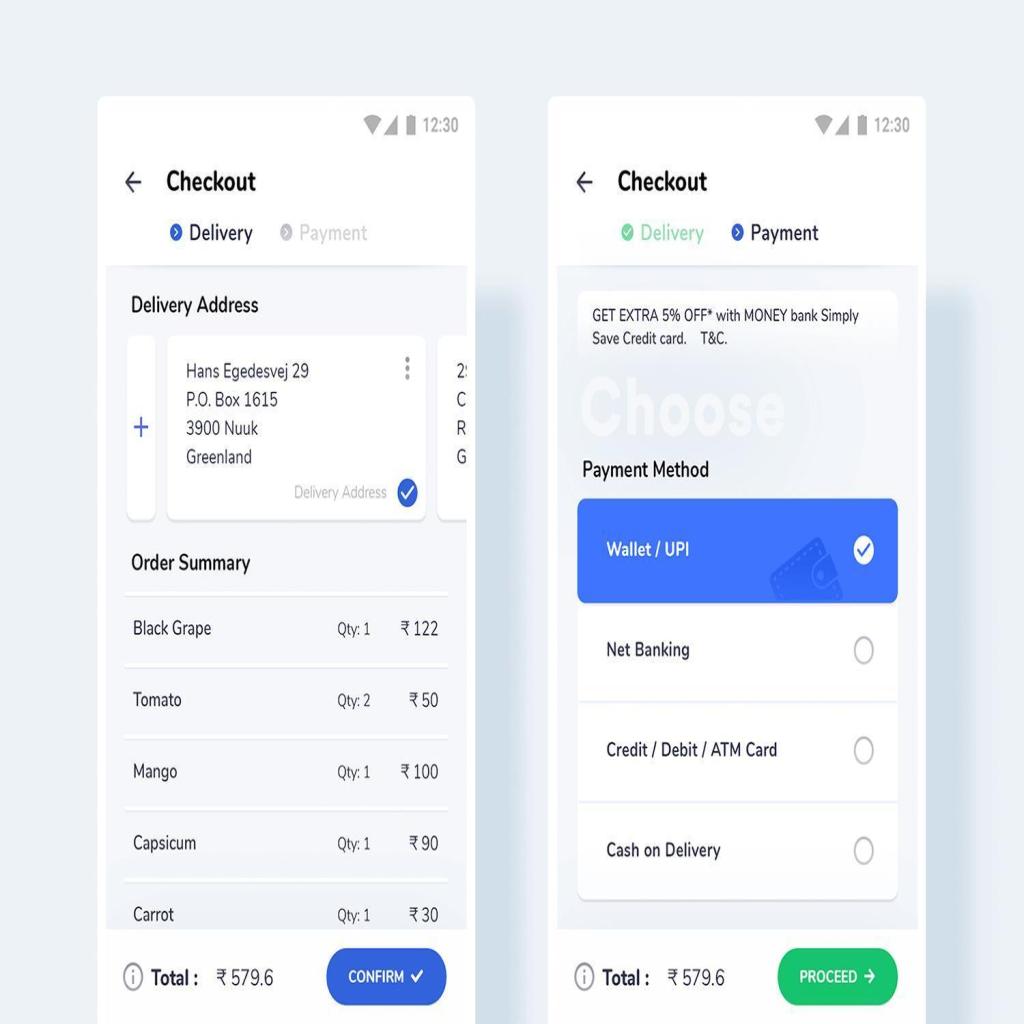 12:30
Checkout
Delivery Payment
Delivery Address
Hans Egedesvej 29
P.O. Box 1615
3900 Nuuk
Greenland
Delivery Address
+
2
C
R
G
Order Summary
Black Grape Qty: 1 ₹ 122
Tomato Qty: 2 ₹ 50
Mango Qty: 1 ₹ 100
Capsicum Qty: 1 ₹ 90
Carrot Qty: 1 ₹ 30
Total : ₹ 579.6 CONFIRM
12:30
Checkout
Delivery Payment
GET EXTRA 5% OFF* with MONEY bank Simply
Save Credit card. T&C.
Choose
Payment Method
Wallet / UPI
Net Banking
Credit / Debit / ATM Card
Cash on Delivery
Total : ₹ 579.6 PROCEED